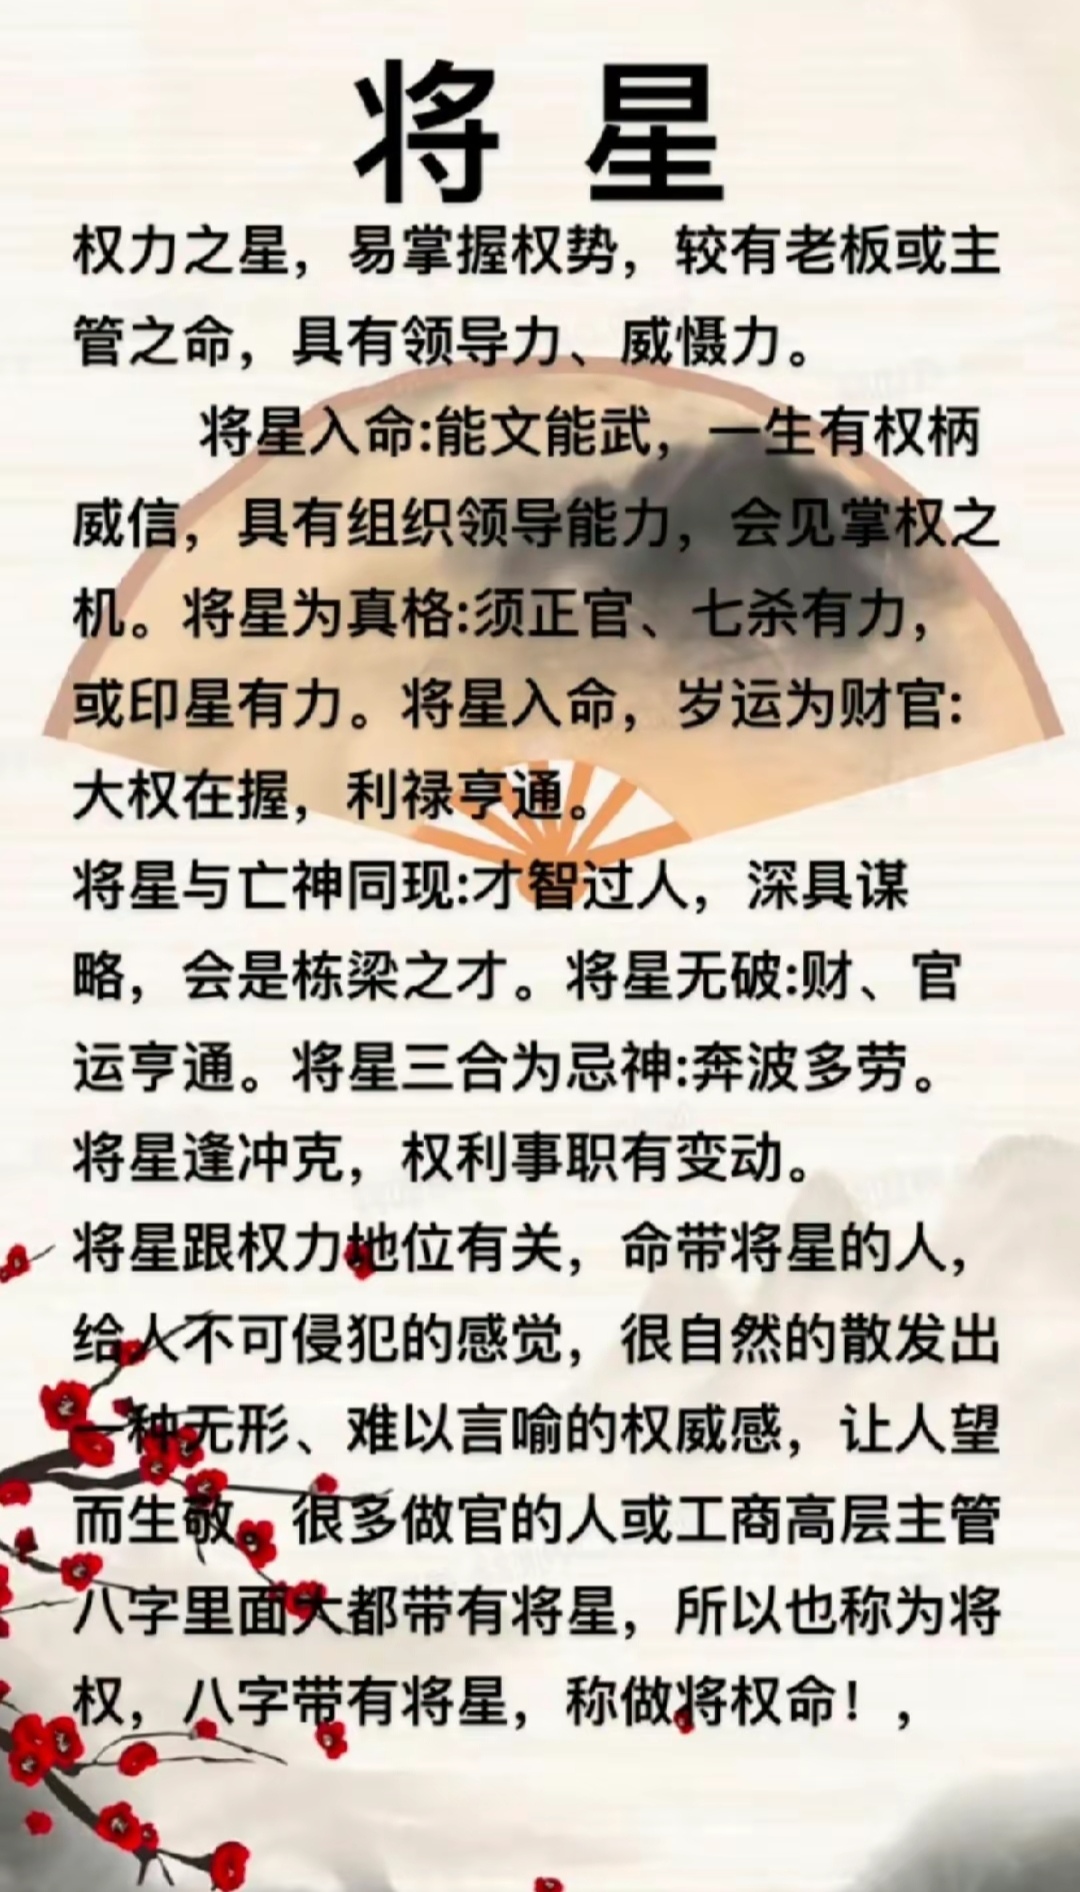 将 星
权力之星，易掌握权势，较有老板或主
管之命，具有领导力、威慑力。
将星入命:能文能武，一生有权柄
威信，具有组织领导能力，会见掌权之
机。将星为真格:须正官、七杀有力，
或印星有力。将星入命，岁运为财官:
大权在握，利禄亨通。
将星与亡神同现:才智过人，深具谋
略，会是栋梁之才。将星无破:财、官
运亨通。将星三合为忌神:奔波多劳。
将星逢冲克，权利事职有变动。
将星跟权力地位有关，命带将星的人，
给人不可侵犯的感觉，很自然的散发出
一种无形、难以言喻的权威感，让人望
而生敬。很多做官的人或工商高层主管
八字里面大都带有将星，所以也称为将
权，八字带有将星，称做将权命！，